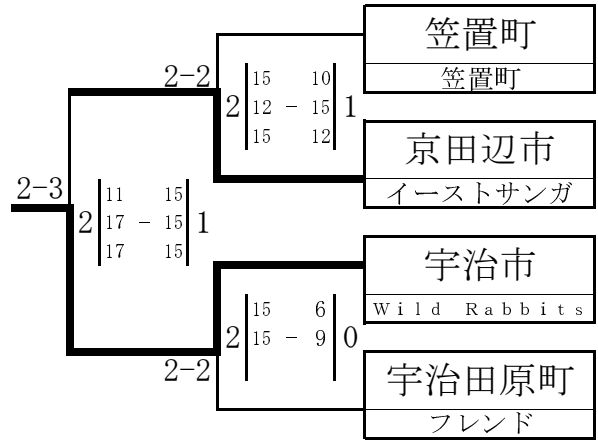 笠置町
笠置町
2-2
2 15 10 1
12 - 15
15 12
京田辺市
イーストサンガ
2-3
2 11 15 1
17 - 15
17 15
宇治市
Ｗｉｌｄ　Ｒａｂｂｉｔｓ
2 15 6 0
15 - 9
2-2
宇治田原町
フレンド